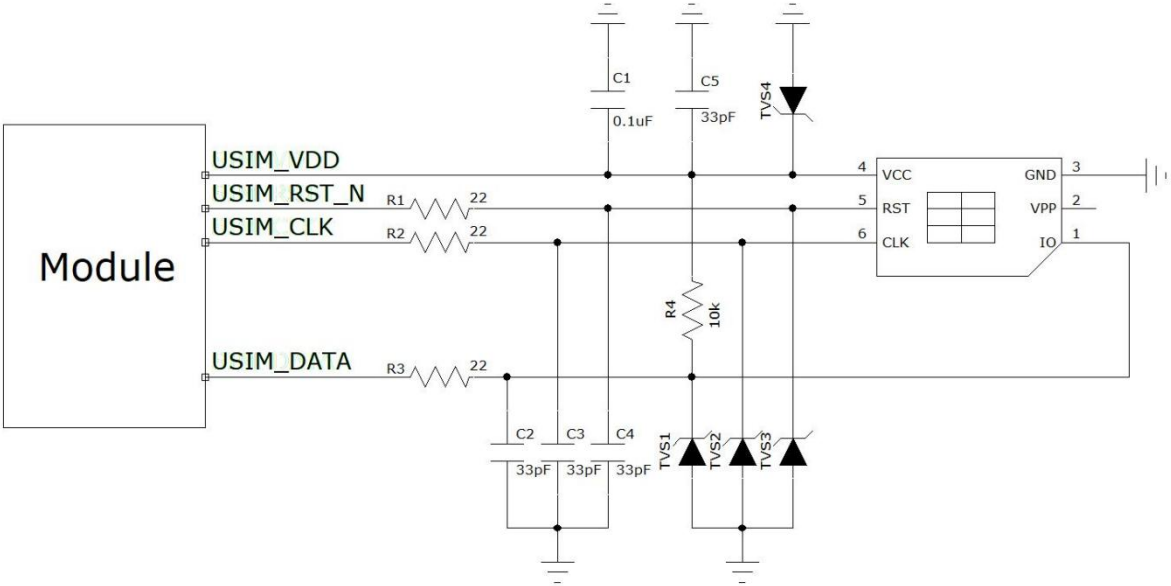 C1
0.1uF
C5
33pF
TVS4
USIM_VDD
USIM_RST_N
USIM_CLK
USIM_DATA
Module
R1 22
R2 22
R3 22
R4 10k
4 VCC
5 RST
6 CLK
GND 3
VPP 2
IO 1
C2
33pF
C3
33pF
C4
33pF
TVS1
TVS2
TVS3